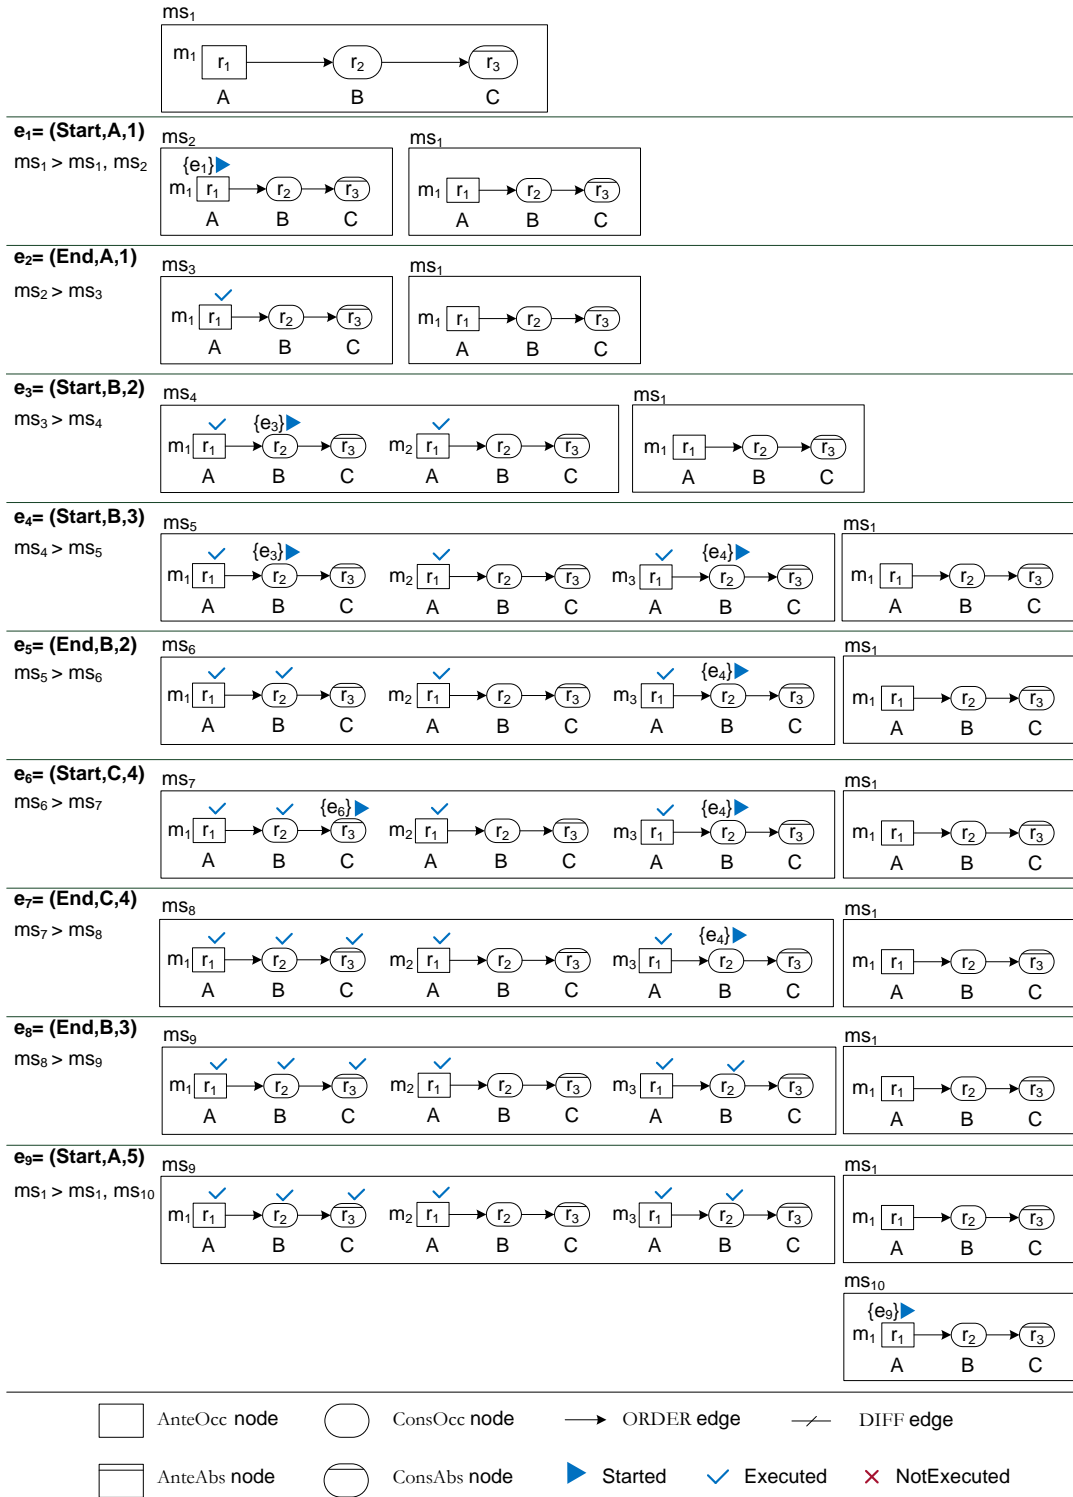 ms1
m1 r1 r2 r3
A B C
e1= (Start,A,1)
ms1 > ms1, ms2
ms2
{e1}
m1 r1 r2 r3
A B C
ms1
m1 r1 r2 r3
A B C
e2= (End,A,1)
ms2 > ms3
ms3
m1 r1 r2 r3
A B C
ms1
m1 r1 r2 r3
A B C
e3= (Start,B,2)
ms3 > ms4
ms4
{e3}
m1 r1 r2 r3 m2 r1 r2 r3
A B C A B C
ms1
m1 r1 r2 r3
A B C
e4= (Start,B,3)
ms4 > ms5
ms5
{e3} {e4}
m1 r1 r2 r3 m2 r1 r2 r3 m3 r1 r2 r3
A B C A B C A B C
ms1
m1 r1 r2 r3
A B C
e5= (End,B,2)
ms5 > ms6
ms6
{e4}
m1 r1 r2 r3 m2 r1 r2 r3 m3 r1 r2 r3
A B C A B C A B C
ms1
m1 r1 r2 r3
A B C
e6= (Start,C,4)
ms6 > ms7
ms7
{e6} {e4}
m1 r1 r2 r3 m2 r1 r2 r3 m3 r1 r2 r3
A B C A B C A B C
ms1
m1 r1 r2 r3
A B C
e7= (End,C,4)
ms7 > ms8
ms8
{e4}
m1 r1 r2 r3 m2 r1 r2 r3 m3 r1 r2 r3
A B C A B C A B C
ms1
m1 r1 r2 r3
A B C
e8= (End,B,3)
ms8 > ms9
ms9
m1 r1 r2 r3 m2 r1 r2 r3 m3 r1 r2 r3
A B C A B C A B C
ms1
m1 r1 r2 r3
A B C
e9= (Start,A,5)
ms1 > ms1, ms10
ms9
m1 r1 r2 r3 m2 r1 r2 r3 m3 r1 r2 r3
A B C A B C A B C
ms1
m1 r1 r2 r3
A B C
ms10
{e9}
m1 r1 r2 r3
A B C
AnteOcc node ConsOcc node ORDER edge DIFF edge
AnteAbs node ConsAbs node Started Executed NotExecuted